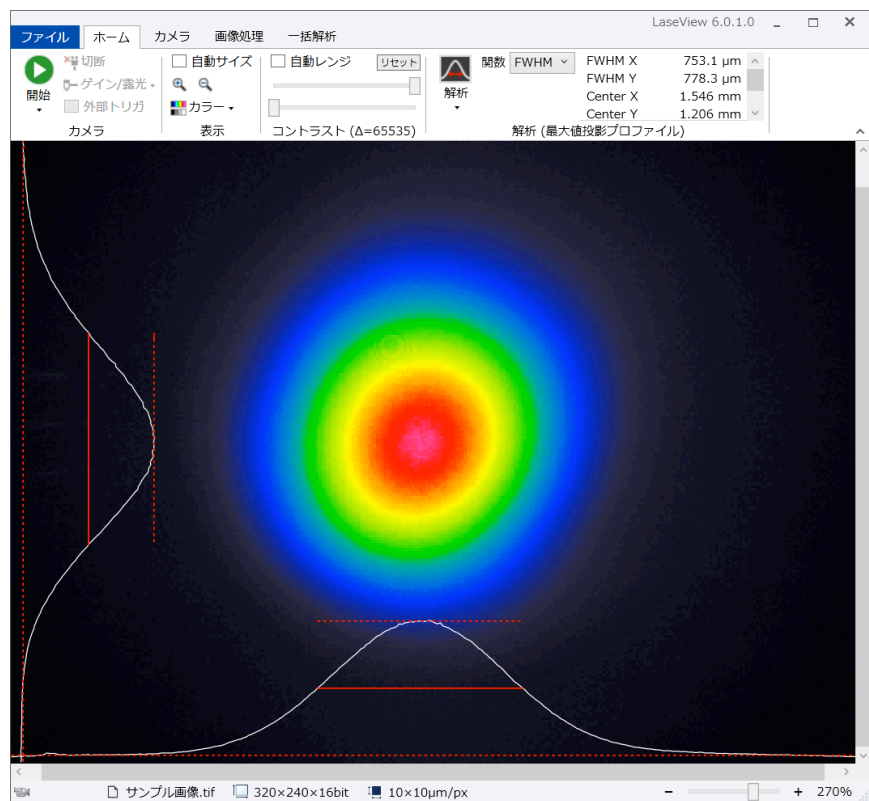 LaseView 6.0.1.0
ファイル ホーム カメラ 画像処理 一括解析
開始
切断
ゲイン/露光
外部トリガ
カメラ
自動サイズ
カラー
表示
自動レンジ リセット
コントラスト (Δ=65535)
解析
関数 FWHM
FWHM X 753.1 µm
FWHM Y 778.3 µm
Center X 1.546 mm
Center Y 1.206 mm
解析 (最大値投影プロファイル)
サンプル画像.tif 320×240×16bit 10×10µm/px 270%